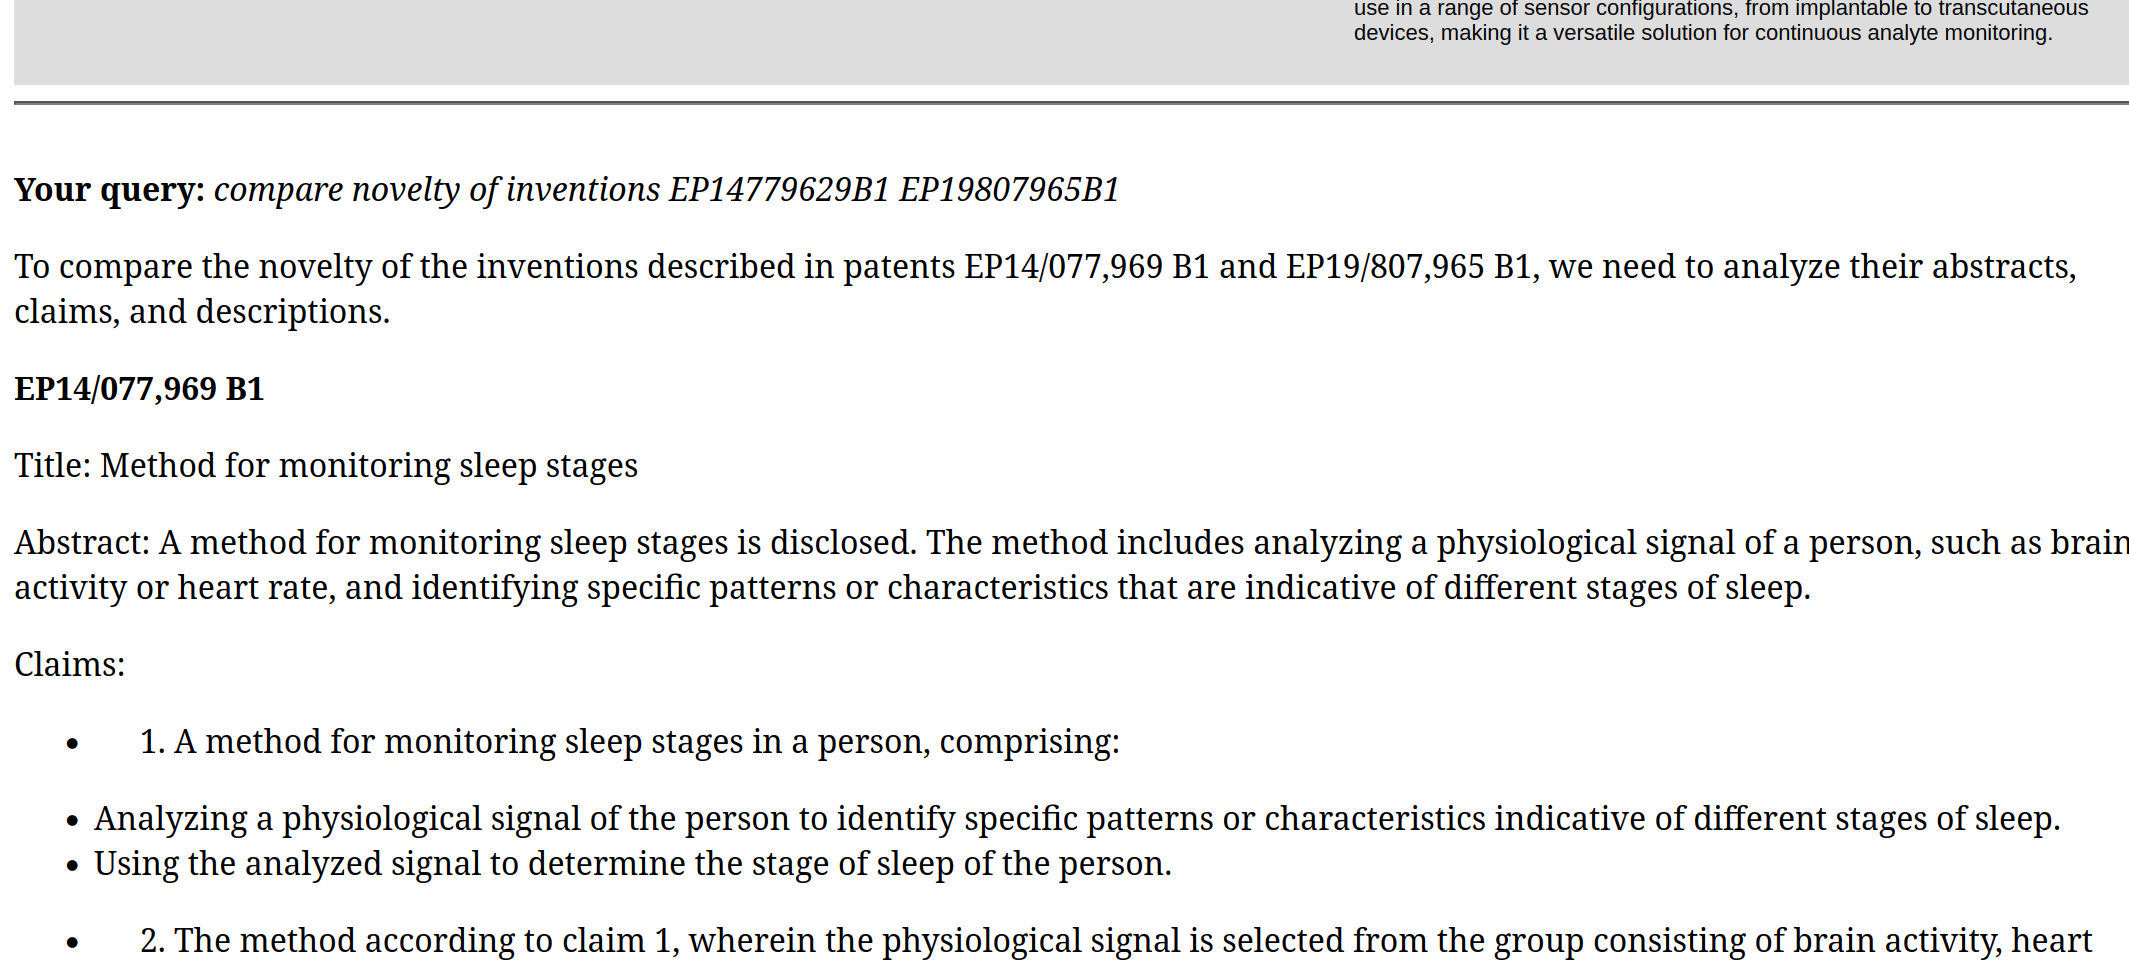 use in a range of sensor configurations, from implantable to transcutaneous
devices, making it a versatile solution for continuous analyte monitoring.
Your query: compare novelty of inventions EP14779629B1 EP19807965B1
To compare the novelty of the inventions described in patents EP14/077,969 B1 and EP19/807,965 B1, we need to analyze their abstracts,
claims, and descriptions.
EP14/077,969 B1
Title: Method for monitoring sleep stages
Abstract: A method for monitoring sleep stages is disclosed. The method includes analyzing a physiological signal of a person, such as brain
activity or heart rate, and identifying specific patterns or characteristics that are indicative of different stages of sleep.
Claims:
• 1. A method for monitoring sleep stages in a person, comprising:
• Analyzing a physiological signal of the person to identify specific patterns or characteristics indicative of different stages of sleep.
• Using the analyzed signal to determine the stage of sleep of the person.
• 2. The method according to claim 1, wherein the physiological signal is selected from the group consisting of brain activity, heart